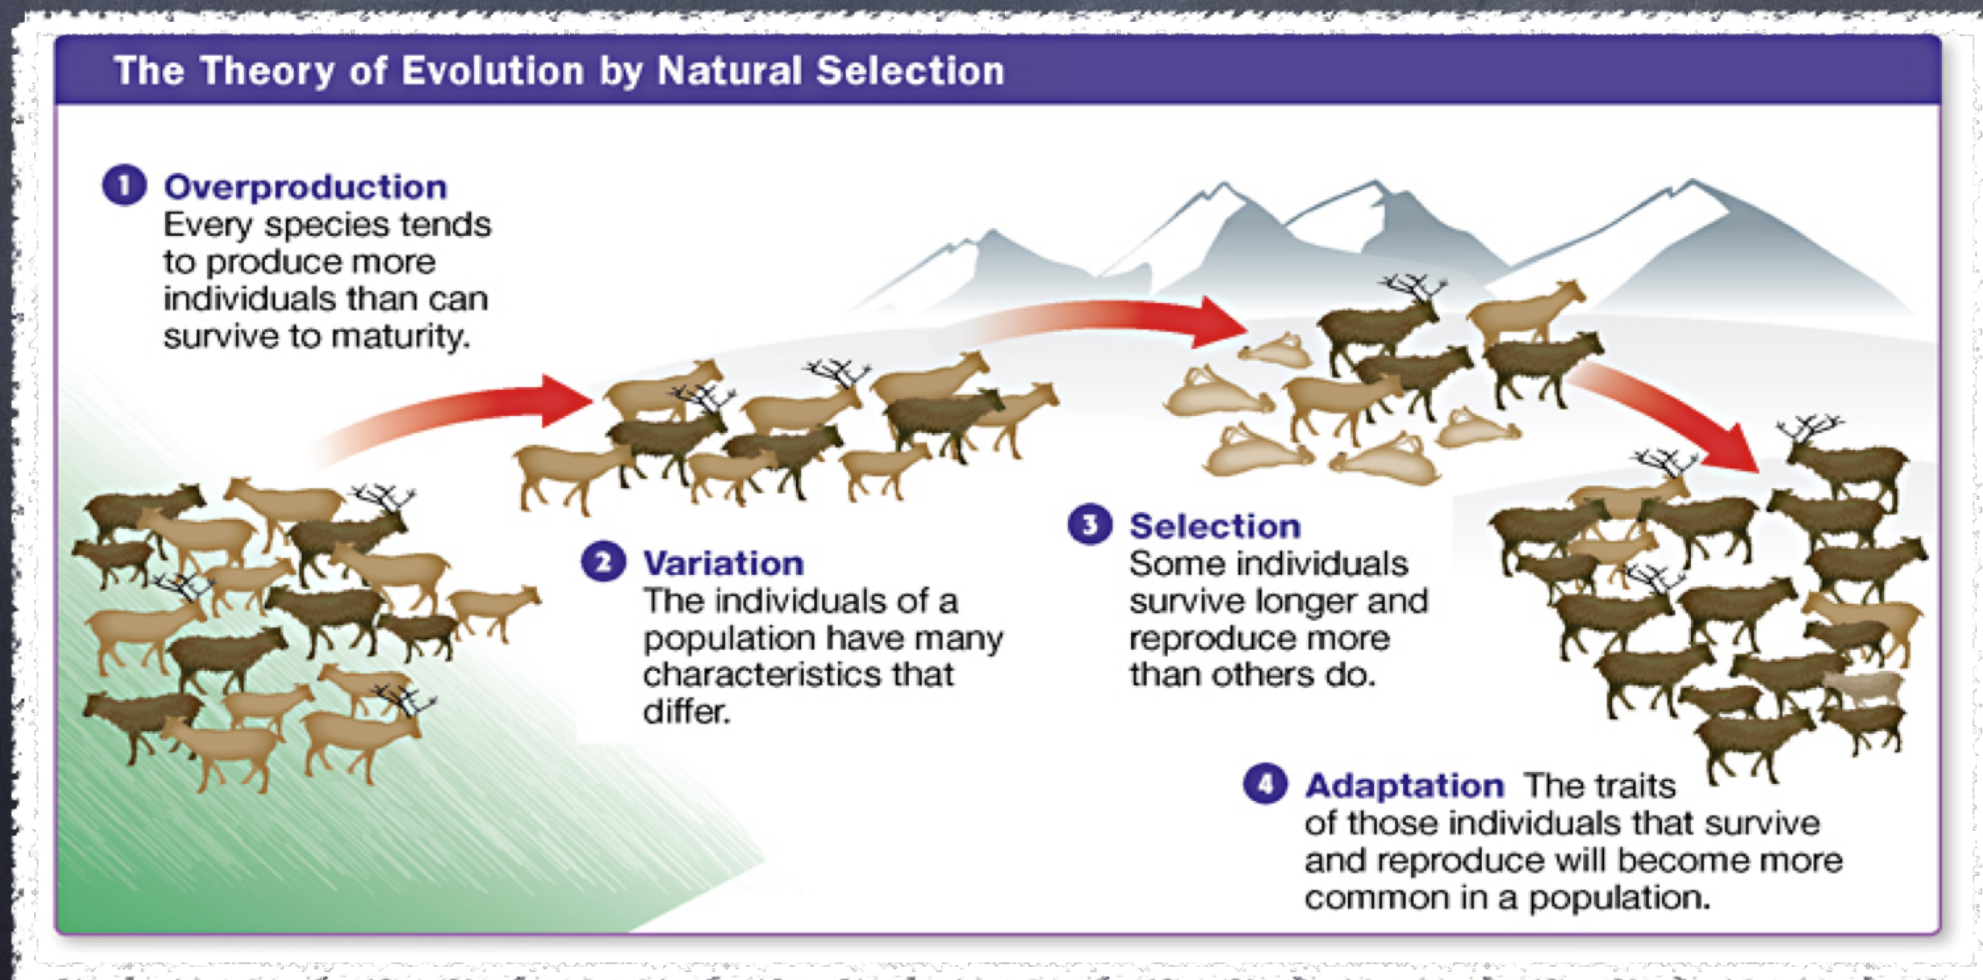 The Theory of Evolution by Natural Selection
1 Overproduction
Every species tends
to produce more
individuals than can
survive to maturity.
2 Variation
The individuals of a
population have many
characteristics that
differ.
3 Selection
Some individuals
survive longer and
reproduce more
than others do.
4 Adaptation The traits
of those individuals that survive
and reproduce will become more
common in a population.